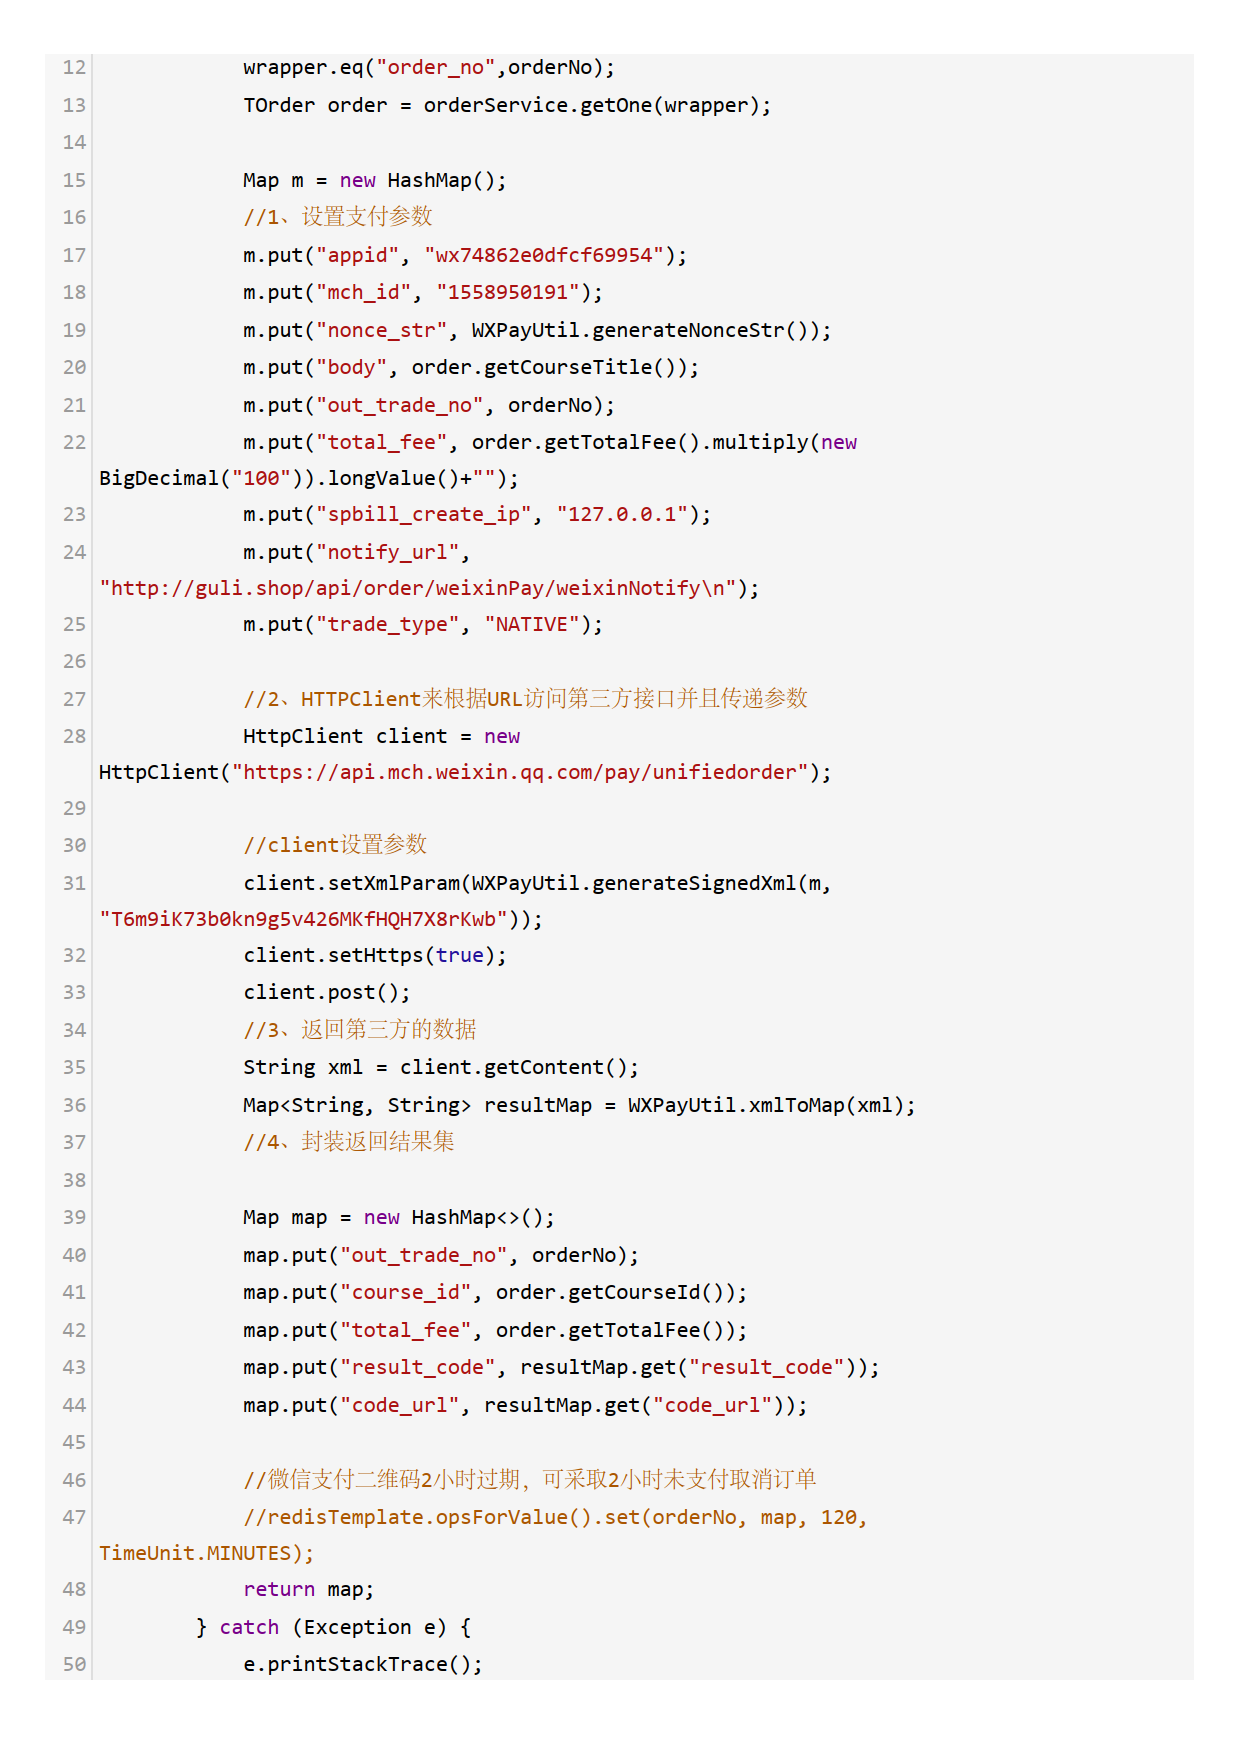 12 wrapper.eq("order_no",orderNo);
13 TOrder order = orderService.getOne(wrapper);
14
15 Map m = new HashMap();
16 //1、设置支付参数
17 m.put("appid", "wx74862e0dfcf69954");
18 m.put("mch_id", "1558950191");
19 m.put("nonce_str", WXPayUtil.generateNonceStr());
20 m.put("body", order.getCourseTitle());
21 m.put("out_trade_no", orderNo);
22 m.put("total_fee", order.getTotalFee().multiply(new
BigDecimal("100")).longValue()+"");
23 m.put("spbill_create_ip", "127.0.0.1");
24 m.put("notify_url",
"http://guli.shop/api/order/weixinPay/weixinNotify\n");
25 m.put("trade_type", "NATIVE");
26
27 //2、HTTPClient来根据URL访问第三方接口并且传递参数
28 HttpClient client = new
HttpClient("https://api.mch.weixin.qq.com/pay/unifiedorder");
29
30 //client设置参数
31 client.setXmlParam(WXPayUtil.generateSignedXml(m,
"T6m9iK73b0kn9g5v426MKfHQH7X8rKwb"));
32 client.setHttps(true);
33 client.post();
34 //3、返回第三方的数据
35 String xml = client.getContent();
36 Map<String, String> resultMap = WXPayUtil.xmlToMap(xml);
37 //4、封装返回结果集
38
39 Map map = new HashMap<>();
40 map.put("out_trade_no", orderNo);
41 map.put("course_id", order.getCourseId());
42 map.put("total_fee", order.getTotalFee());
43 map.put("result_code", resultMap.get("result_code"));
44 map.put("code_url", resultMap.get("code_url"));
45
46 //微信支付二维码2小时过期，可采取2小时未支付取消订单
47 //redisTemplate.opsForValue().set(orderNo, map, 120,
TimeUnit.MINUTES);
48 return map;
49 } catch (Exception e) {
50 e.printStackTrace();